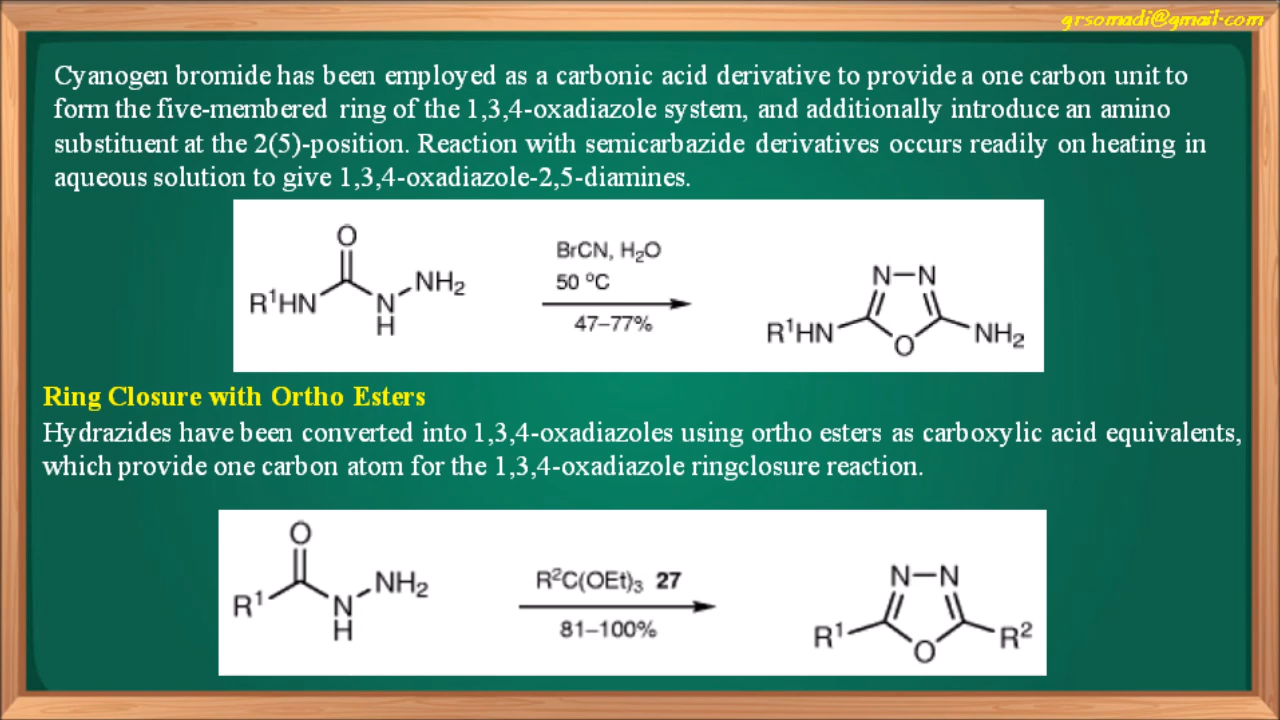 grsomadi@gmail.com
Cyanogen bromide has been employed as a carbonic acid derivative to provide a one carbon unit to
form the five-membered ring of the 1,3,4-oxadiazole system, and additionally introduce an amino
substituent at the 2(5)-position. Reaction with semicarbazide derivatives occurs readily on heating in
aqueous solution to give 1,3,4-oxadiazole-2,5-diamines.
O
R¹HN
N
H
NH₂
BrCN, H₂O
50 ºC
47–77%
N–N
R¹HN
O
NH₂
Ring Closure with Ortho Esters
Hydrazides have been converted into 1,3,4-oxadiazoles using ortho esters as carboxylic acid equivalents,
which provide one carbon atom for the 1,3,4-oxadiazole ringclosure reaction.
O
R¹
N
H
NH₂
R²C(OEt)₃ 27
81–100%
N–N
R¹
O
R²